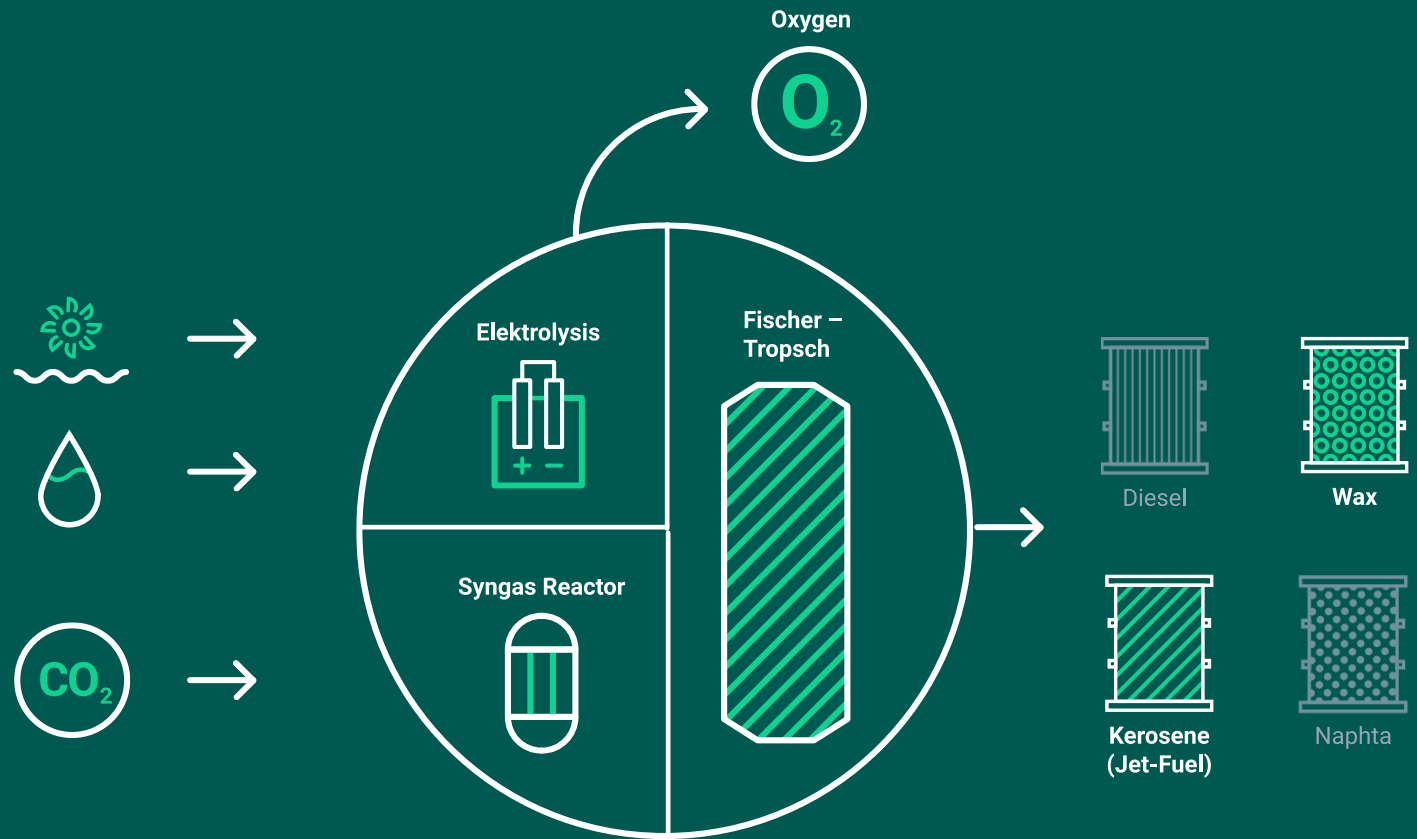 Oxygen
O₂
Elektrolysis
+ −
Fischer –
Tropsch
Syngas Reactor
CO₂
Diesel
Wax
Kerosene
(Jet-Fuel)
Naphta